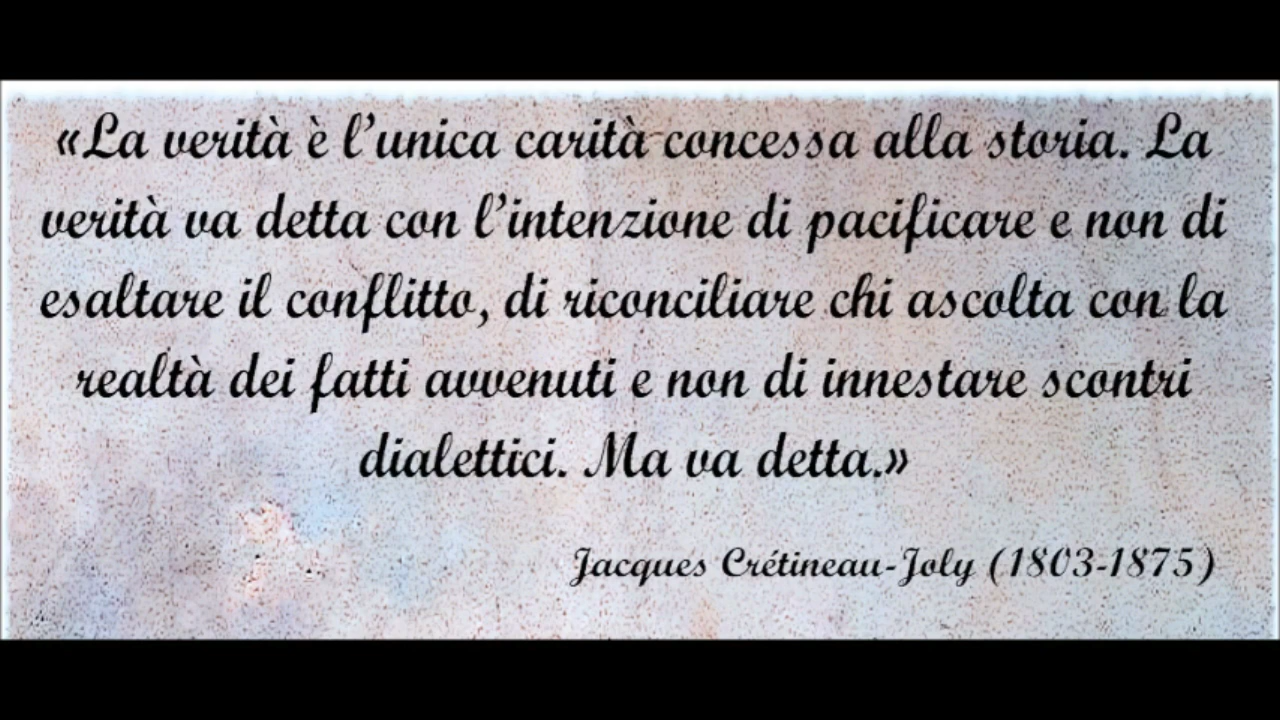 «La verità è l’unica carità concessa alla storia. La
verità va detta con l’intenzione di pacificare e non di
esaltare il conflitto, di riconciliare chi ascolta con la
realtà dei fatti avvenuti e non di innestare scontri
dialettici. Ma va detta.»
Jacques Crétineau-Joly (1803-1875)